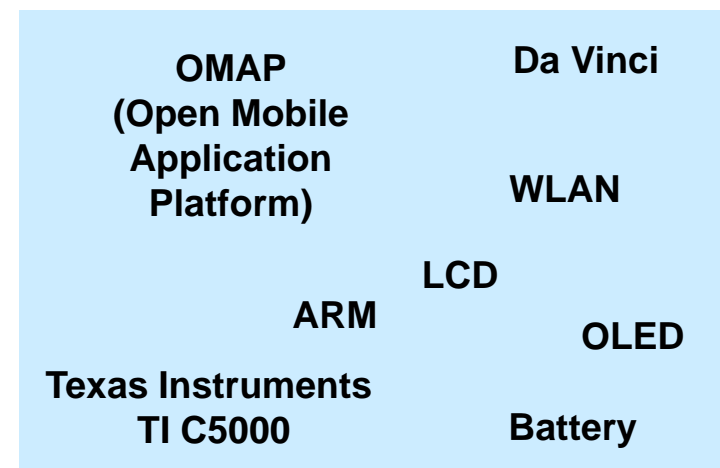 OMAP
(Open Mobile
Application
Platform)
Da Vinci
WLAN
LCD
ARM
OLED
Texas Instruments
TI C5000
Battery